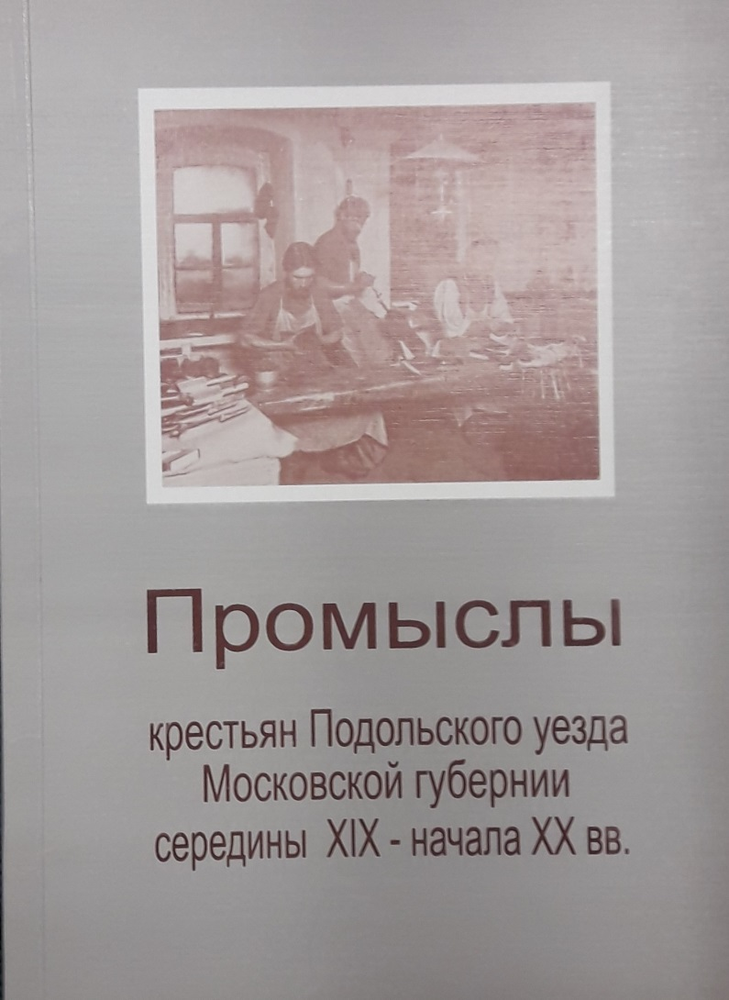 Промыслы
крестьян Подольского уезда
Московской губернии
середины XIX - начала XX вв.